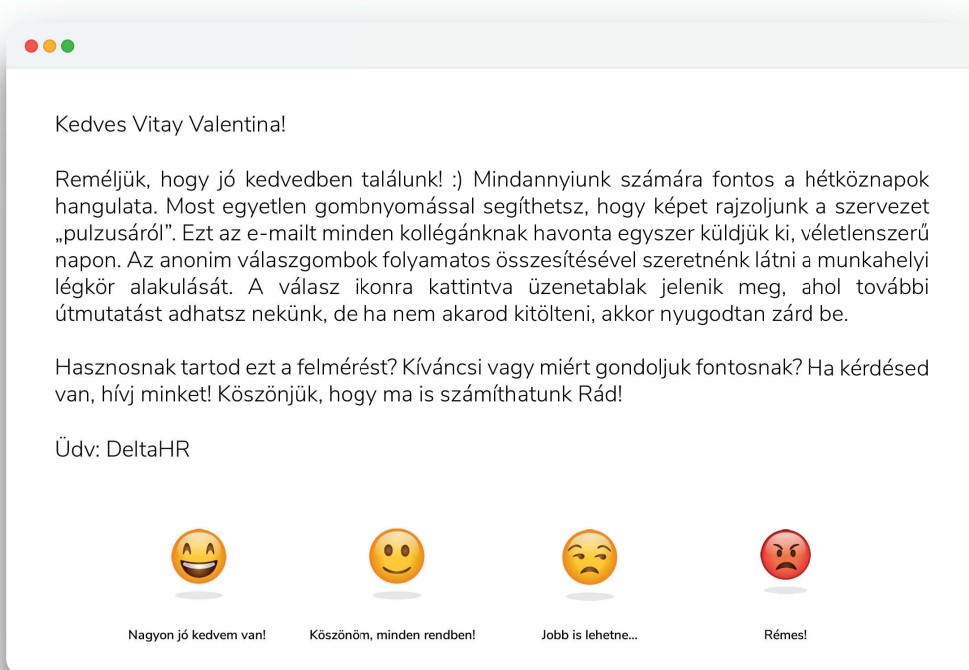 Kedves Vitay Valentina!
Reméljük, hogy jó kedvedben találunk! :) Mindannyiunk számára fontos a hétköznapok
hangulata. Most egyetlen gombnyomással segíthetsz, hogy képet rajzoljunk a szervezet
„pulzusáról”. Ezt az e-mailt minden kollégánknak havonta egyszer küldjük ki, véletlenszerű
napon. Az anonim válaszgombok folyamatos összesítésével szeretnénk látni a munkahelyi
légkör alakulását. A válasz ikonra kattintva üzenetablak jelenik meg, ahol további
útmutatást adhatsz nekünk, de ha nem akarod kitölteni, akkor nyugodtan zárd be.
Hasznosnak tartod ezt a felmérést? Kíváncsi vagy miért gondoljuk fontosnak? Ha kérdésed
van, hívj minket! Köszönjük, hogy ma is számíthatunk Rád!
Üdv: DeltaHR
Nagyon jó kedvem van! Köszönöm, minden rendben! Jobb is lehetne... Rémes!